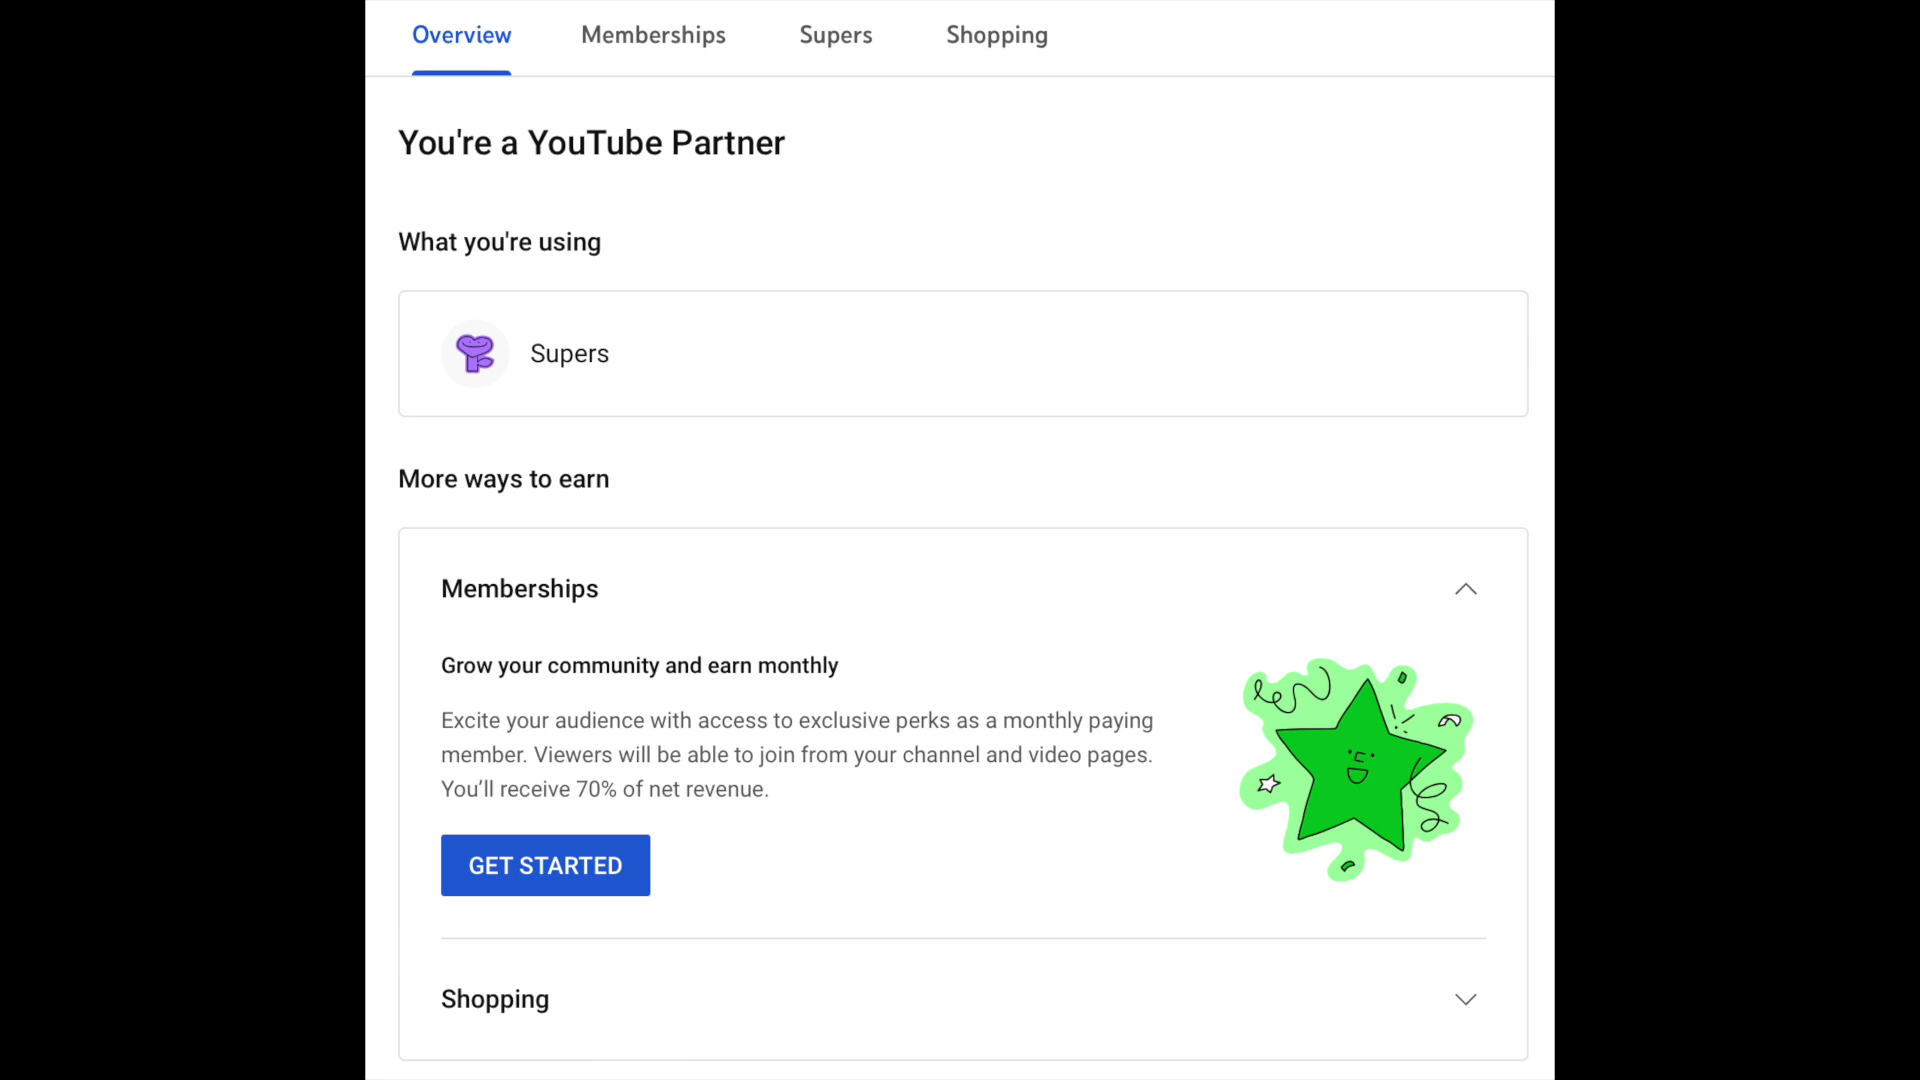 Overview Memberships Supers Shopping
You're a YouTube Partner
What you're using
Supers
More ways to earn
Memberships
Grow your community and earn monthly
Excite your audience with access to exclusive perks as a monthly paying
member. Viewers will be able to join from your channel and video pages.
You’ll receive 70% of net revenue.
GET STARTED
Shopping